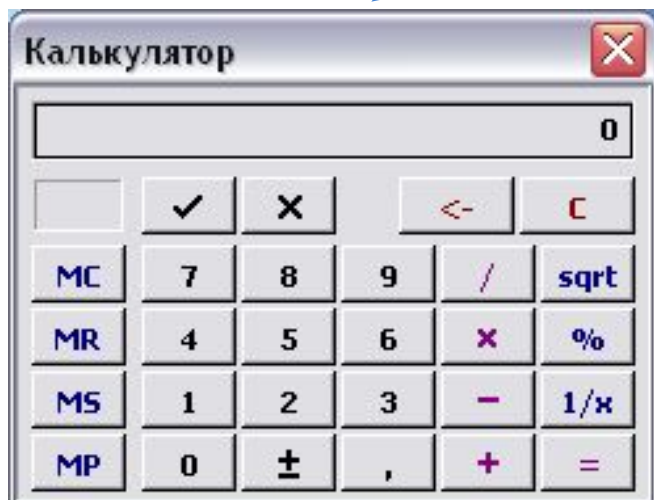 Калькулятор
0
✓ × <- C
MC 7 8 9 / sqrt
MR 4 5 6 × %
MS 1 2 3 − 1/x
MP 0 ± , + =